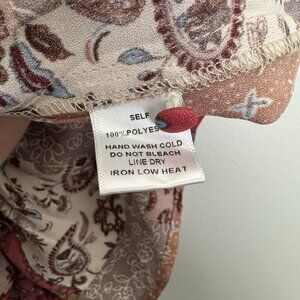 SELF
100% POLYES
HAND WASH COLD
DO NOT BLEACH
LINE DRY
IRON LOW HEAT